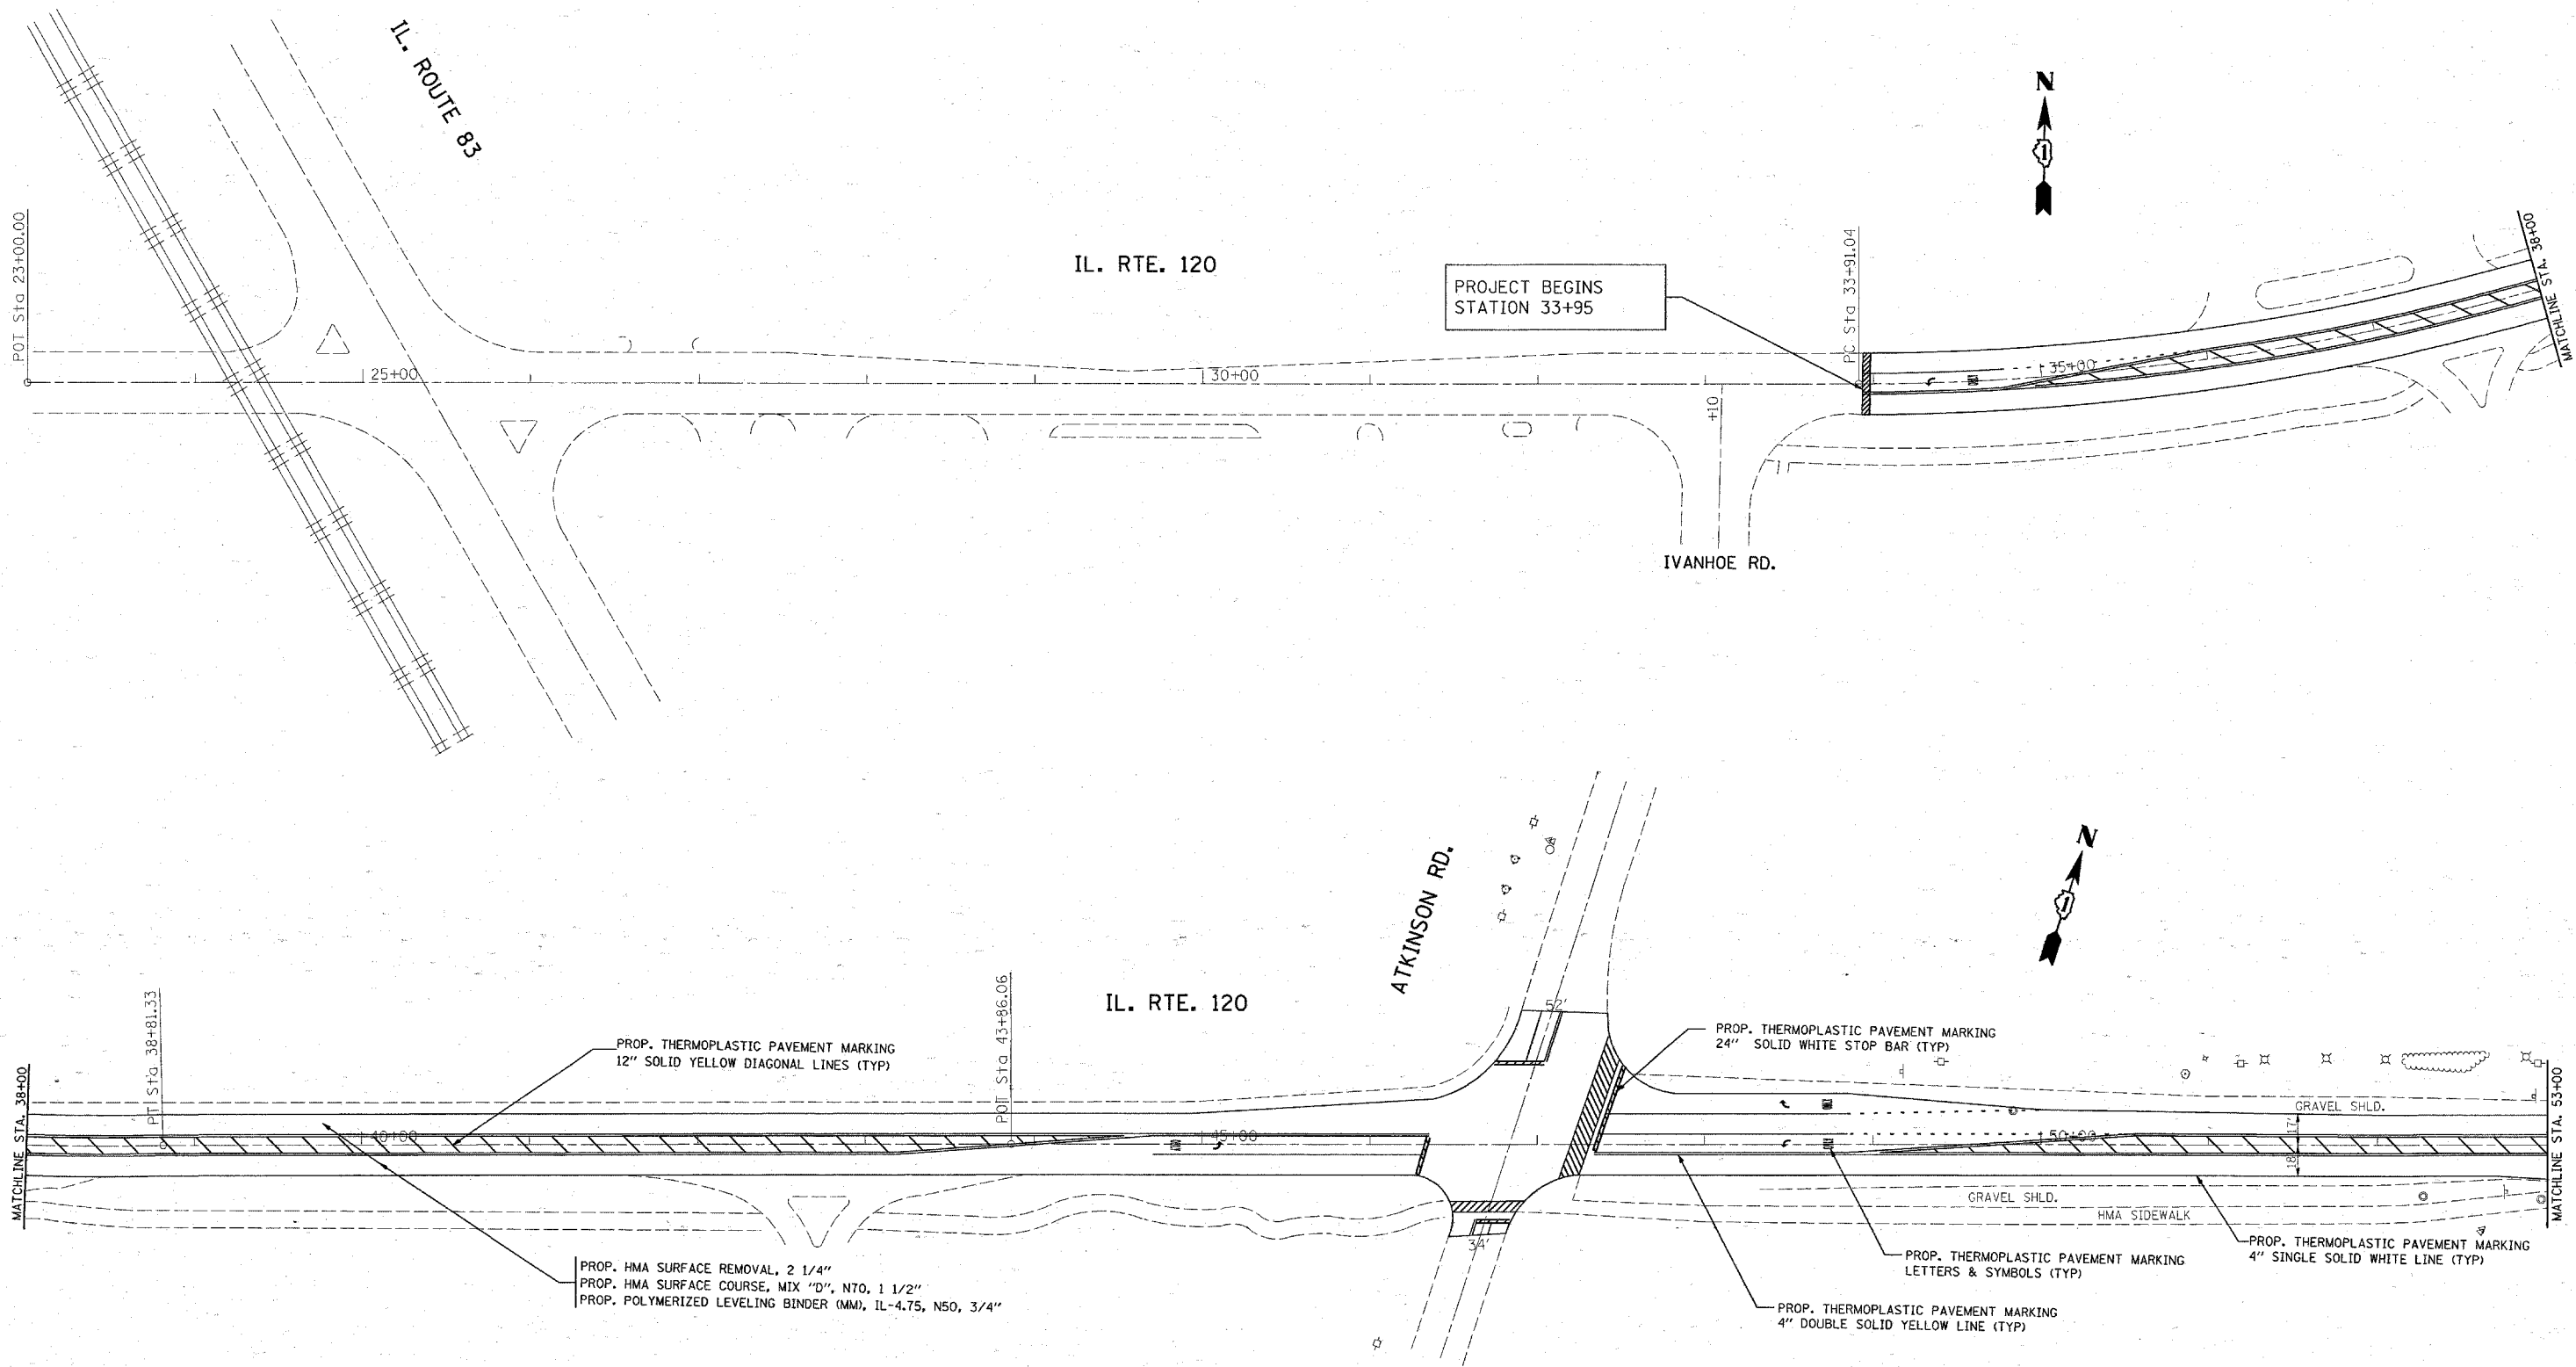 IL. ROUTE 83
N
1
POT Sta 23+00.00
IL. RTE. 120
PROJECT BEGINS
STATION 33+95
PC Sta 33+91.04
MATCHLINE STA. 38+00
25+00
30+00
35+00
+10
IVANHOE RD.
ATKINSON RD.
N
1
IL. RTE. 120
MATCHLINE STA. 38+00
PT Sta 38+81.33
PROP. THERMOPLASTIC PAVEMENT MARKING
12" SOLID YELLOW DIAGONAL LINES (TYP)
POT Sta 43+86.06
52'
PROP. THERMOPLASTIC PAVEMENT MARKING
24" SOLID WHITE STOP BAR (TYP)
40+00
45+00
50+00
GRAVEL SHLD.
17'
18'
MATCHLINE STA. 53+00
GRAVEL SHLD.
HMA SIDEWALK
34'
PROP. HMA SURFACE REMOVAL, 2 1/4"
PROP. HMA SURFACE COURSE, MIX "D", N70, 1 1/2"
PROP. POLYMERIZED LEVELING BINDER (MM), IL-4.75, N50, 3/4"
PROP. THERMOPLASTIC PAVEMENT MARKING
LETTERS & SYMBOLS (TYP)
PROP. THERMOPLASTIC PAVEMENT MARKING
4" SINGLE SOLID WHITE LINE (TYP)
PROP. THERMOPLASTIC PAVEMENT MARKING
4" DOUBLE SOLID YELLOW LINE (TYP)